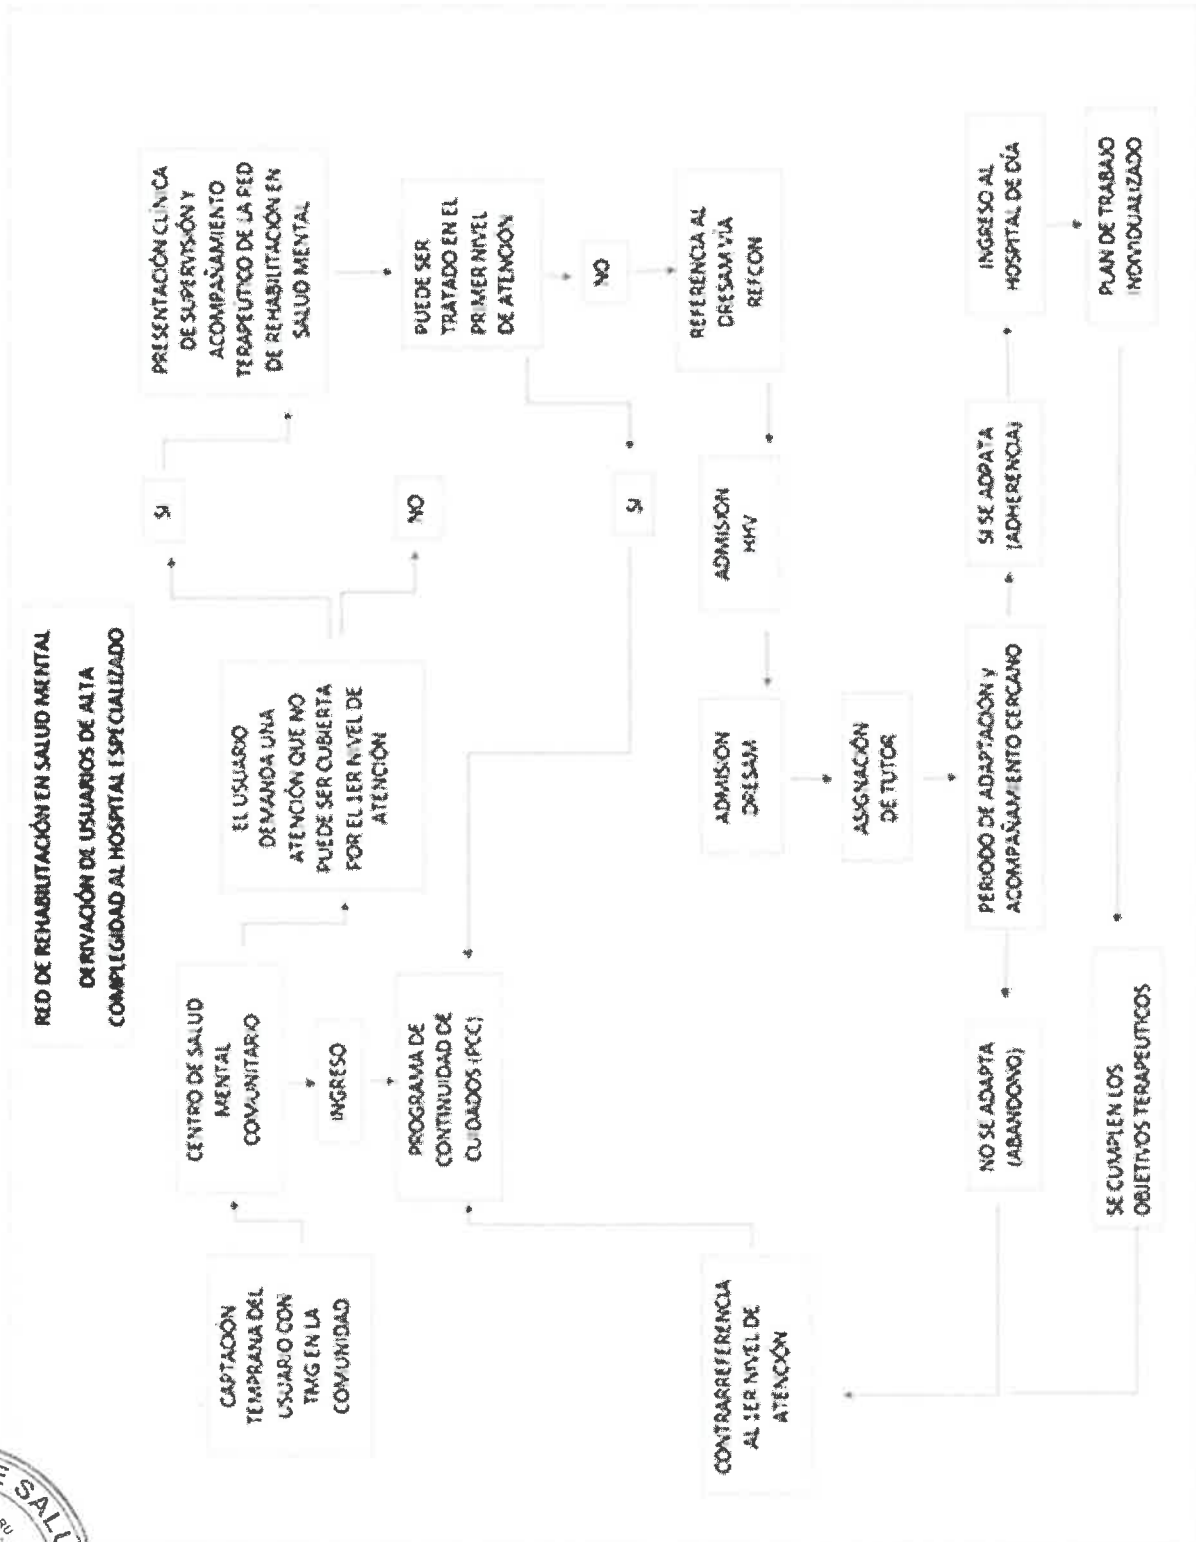 RED DE REHABILITACIÓN EN SALUD MENTAL
DERIVACIÓN DE USUARIOS DE ALTA
COMPLEGIDAD AL HOSPITAL ESPECIALIZADO
CAPTACIÓN
TEMPRANA DEL
USUARIO CON
TMG EN LA
COMUNIDAD
CENTRO DE SALUD
MENTAL
COMUNITARIO
INGRESO
PROGRAMA DE
CONTINUIDAD DE
CUIDADOS (PCC)
EL USUARIO
DEMANDA UNA
ATENCIÓN QUE NO
PUEDE SER CUBIERTA
POR EL 1ER NIVEL DE
ATENCIÓN
SI
NO
PRESENTACIÓN CLÍNICA
DE SUPERVISIÓN Y
ACOMPAÑAMIENTO
TERAPEÚTICO DE LA RED
DE REHABILITACIÓN EN
SALUD MENTAL
PUEDE SER
TRATADO EN EL
PRIMER NIVEL
DE ATENCIÓN
NO
SI
REFERENCIA AL
DRESAM VÍA
REFCON
ADMISIÓN
HHV
ADMISIÓN
DRESAM
ASIGNACIÓN
DE TUTOR
CONTRARREFERENCIA
AL 1ER NIVEL DE
ATENCIÓN
NO SE ADAPTA
(ABANDONO)
PERIODO DE ADAPTACIÓN y
ACOMPAÑAMIENTO CERCANO
SI SE ADPATA
(ADHERENCIA)
INGRESO AL
HOSPITAL DE DÍA
PLAN DE TRABAJO
INDIVIDUALIZADO
SE CUMPLEN LOS
OBJETIVOS TERAPEUTICOS